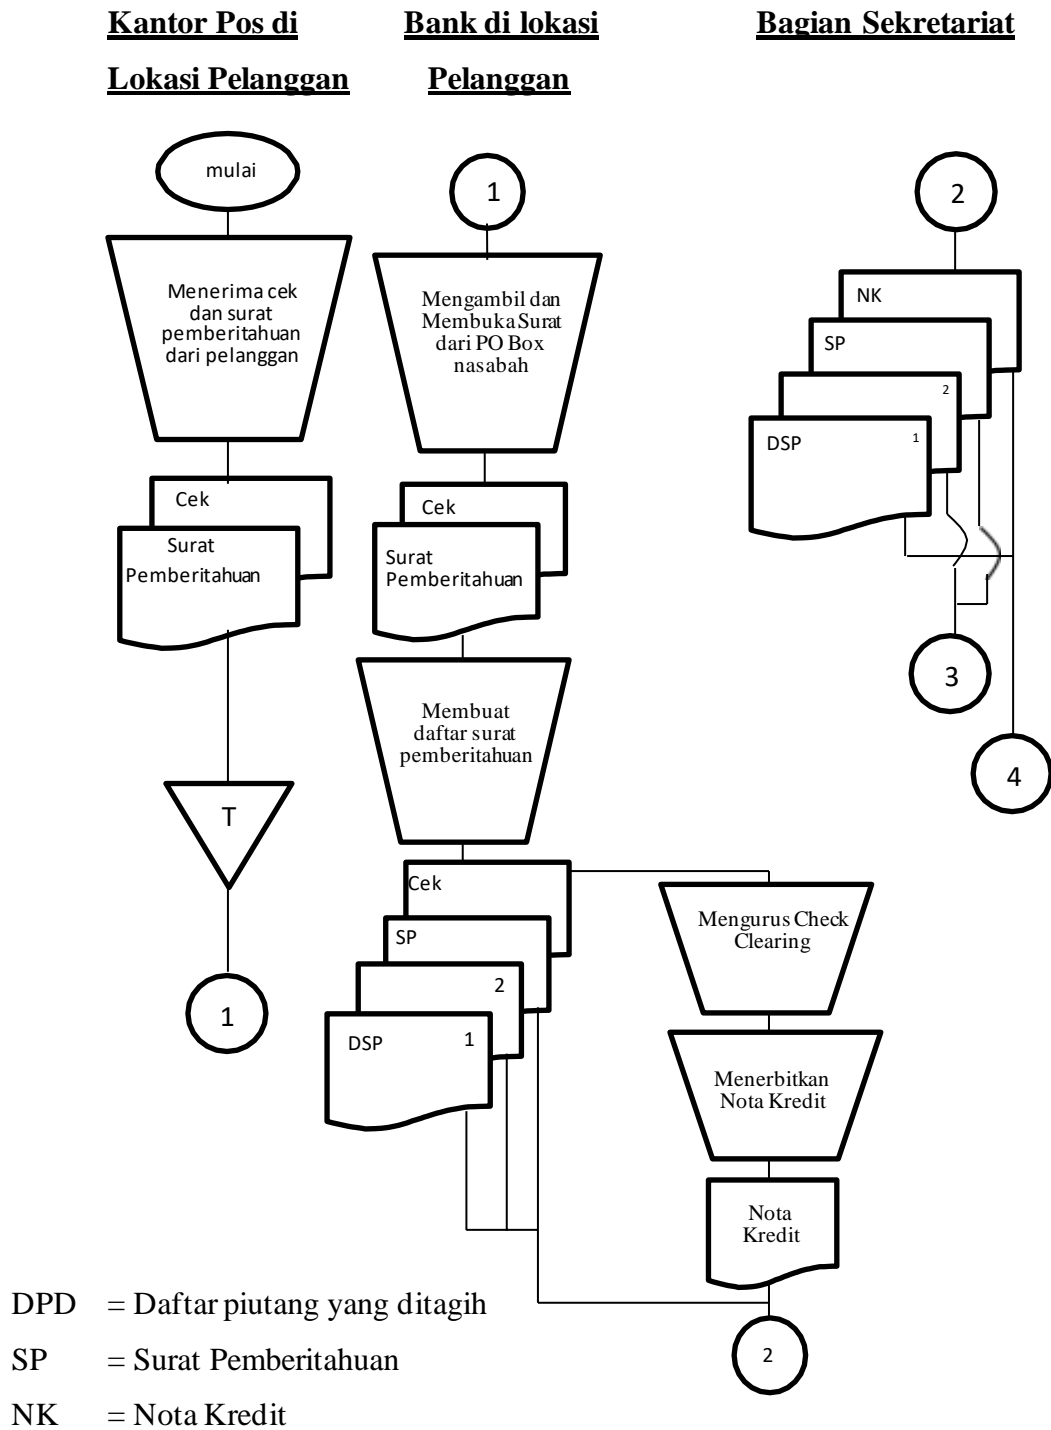 Kantor Pos di
Lokasi Pelanggan
Bank di lokasi
Pelanggan
Bagian Sekretariat
mulai
Menerima cek
dan surat
pemberitahuan
dari pelanggan
Cek
Surat
Pemberitahuan
T
1
1
Mengambil dan
Membuka Surat
dari PO Box
nasabah
Cek
Surat
Pemberitahuan
Membuat
daftar surat
pemberitahuan
Cek
SP
2
DSP 1
Mengurus Check
Clearing
Menerbitkan
Nota Kredit
Nota
Kredit
2
2
NK
SP
2
DSP 1
3
4
DPD = Daftar piutang yang ditagih
SP = Surat Pemberitahuan
NK = Nota Kredit